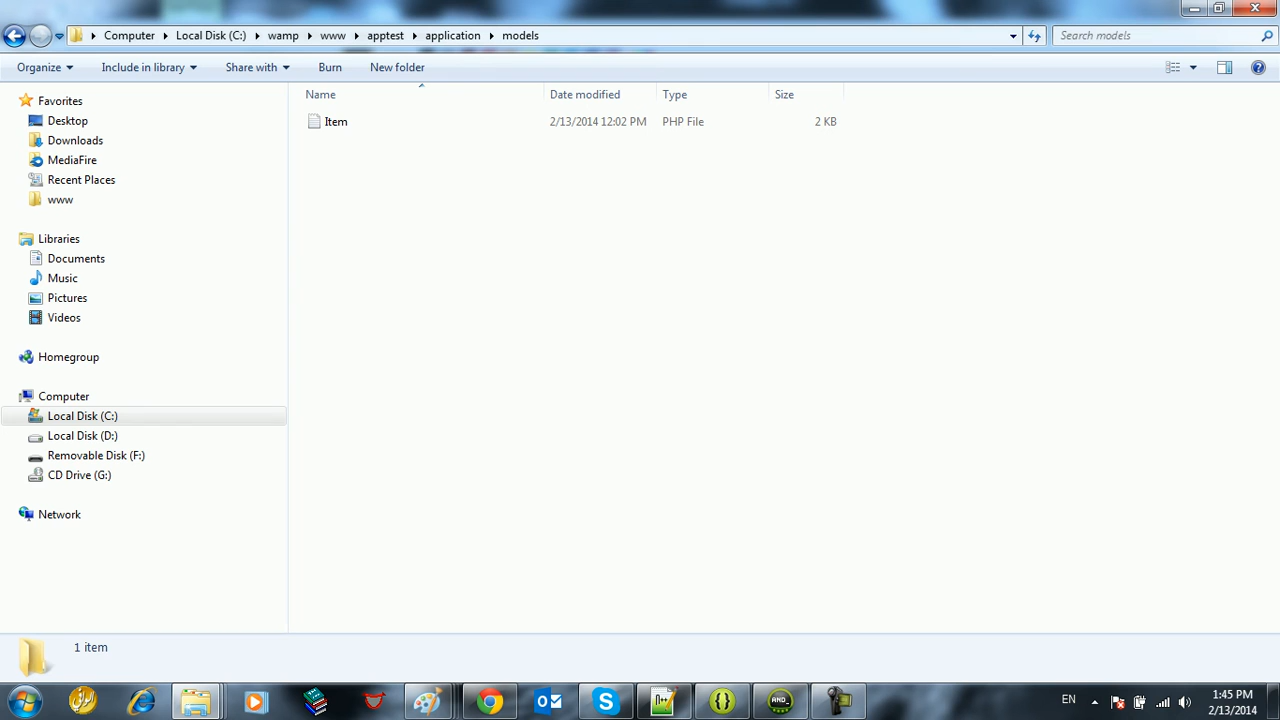 Computer Local Disk (C:) wamp www apptest application models
Search models
Organize Include in library Share with Burn New folder
Name Date modified Type Size
Item 2/13/2014 12:02 PM PHP File 2 KB
Favorites
Desktop
Downloads
MediaFire
Recent Places
www
Libraries
Documents
Music
Pictures
Videos
Homegroup
Computer
Local Disk (C:)
Local Disk (D:)
Removable Disk (F:)
CD Drive (G:)
Network
1 item
EN
1:45 PM
2/13/2014